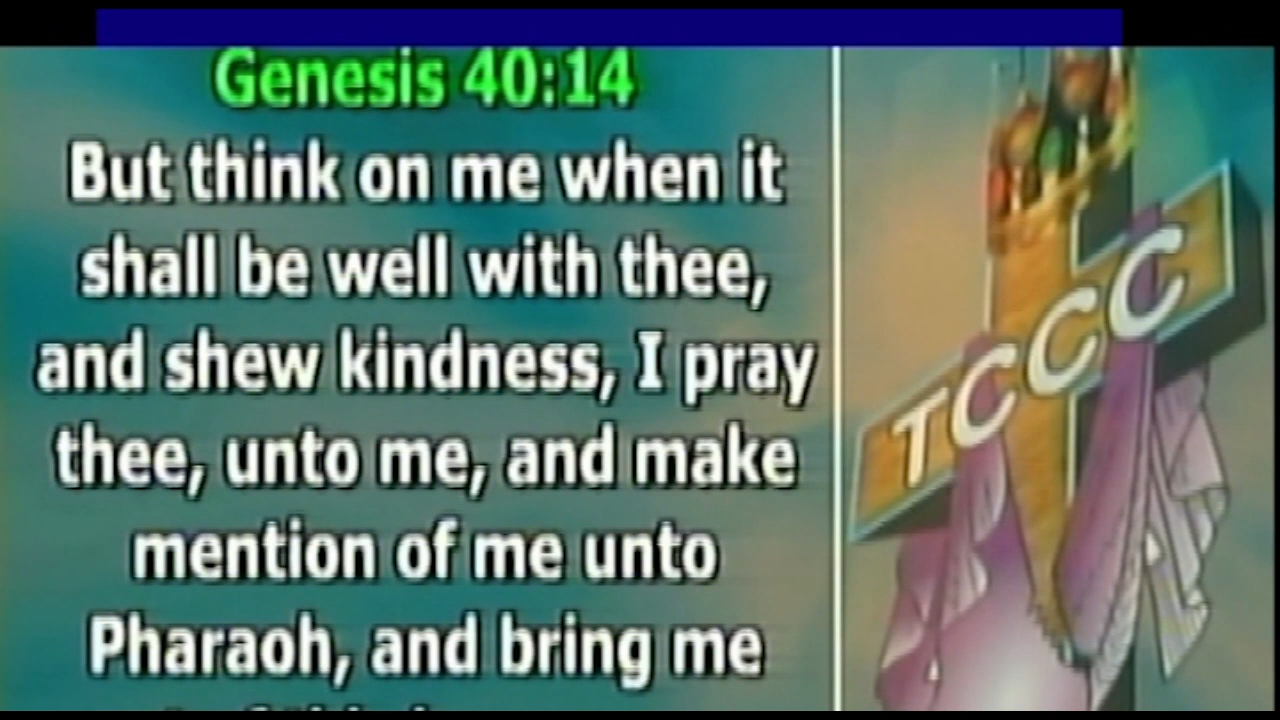 Genesis 40:14
But think on me when it
shall be well with thee,
and shew kindness, I pray
thee, unto me, and make
mention of me unto
Pharaoh, and bring me
TCCC